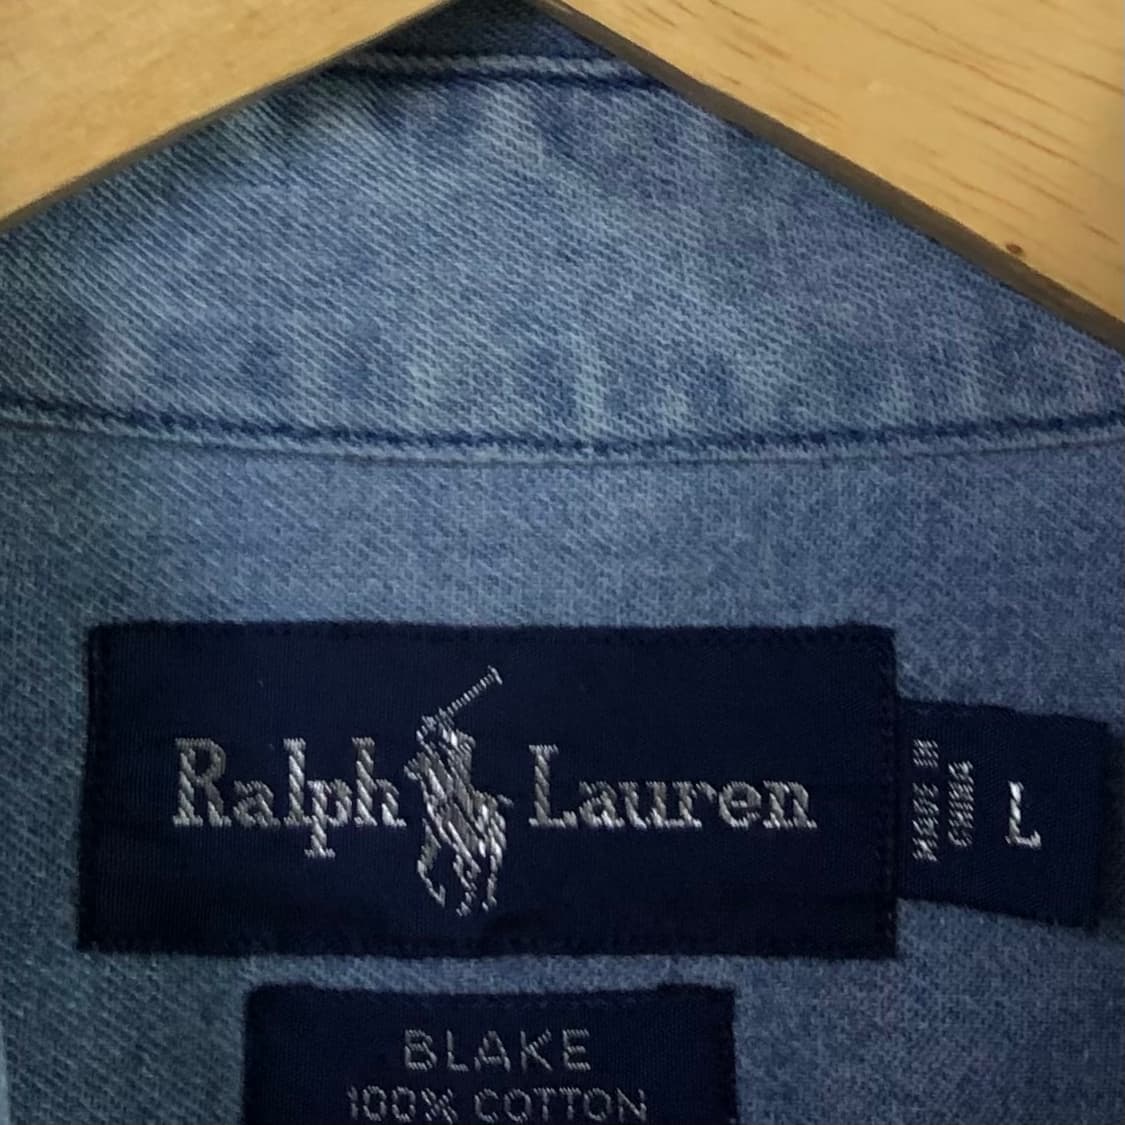 Ralph Lauren
MADE IN
CHINA
L
BLAKE
100% COTTON